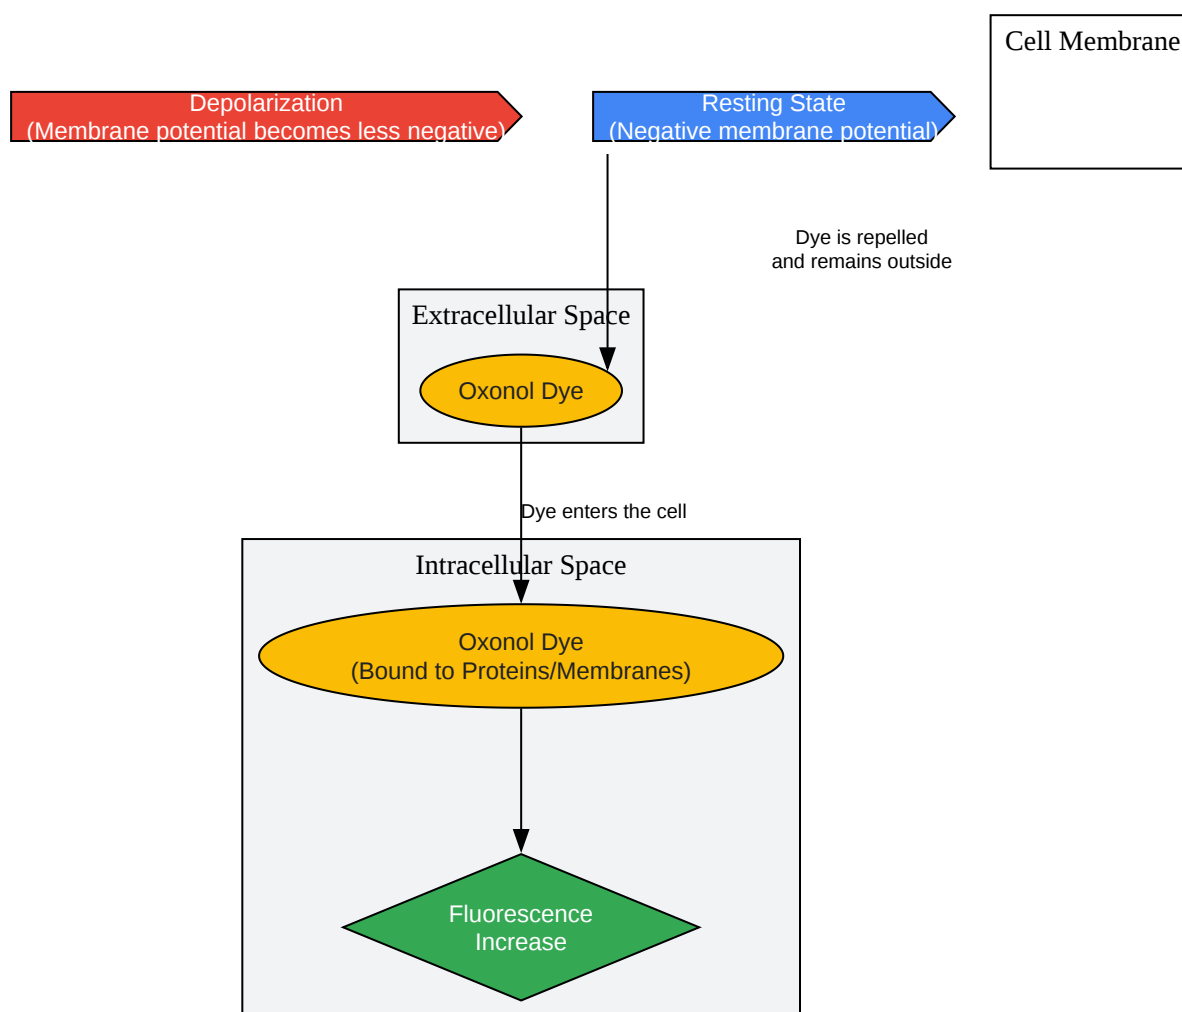 Cell Membrane
Depolarization
(Membrane potential becomes less negative)
Resting State
(Negative membrane potential)
Dye is repelled
and remains outside
Extracellular Space
Oxonol Dye
Dye enters the cell
Intracellular Space
Oxonol Dye
(Bound to Proteins/Membranes)
Fluorescence
Increase